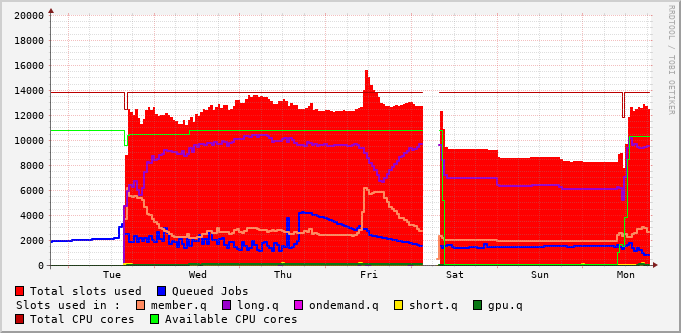 20000
18000
16000
14000
12000
10000
8000
6000
4000
2000
0
Tue Wed Thu Fri Sat Sun Mon
RRDTOOL / TOBI OETIKER
Total slots used Queued Jobs
Slots used in : member.q long.q ondemand.q short.q gpu.q
Total CPU cores Available CPU cores